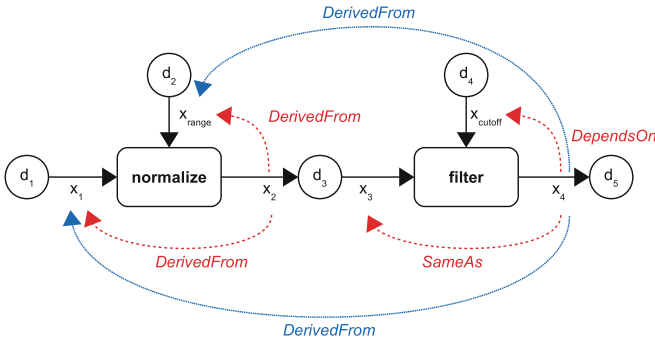 DerivedFrom
d2
d4
xrange
DerivedFrom
xcutoff
DependsOn
d1
normalize
d3
filter
d5
x1
x2
x3
x4
DerivedFrom
SameAs
DerivedFrom